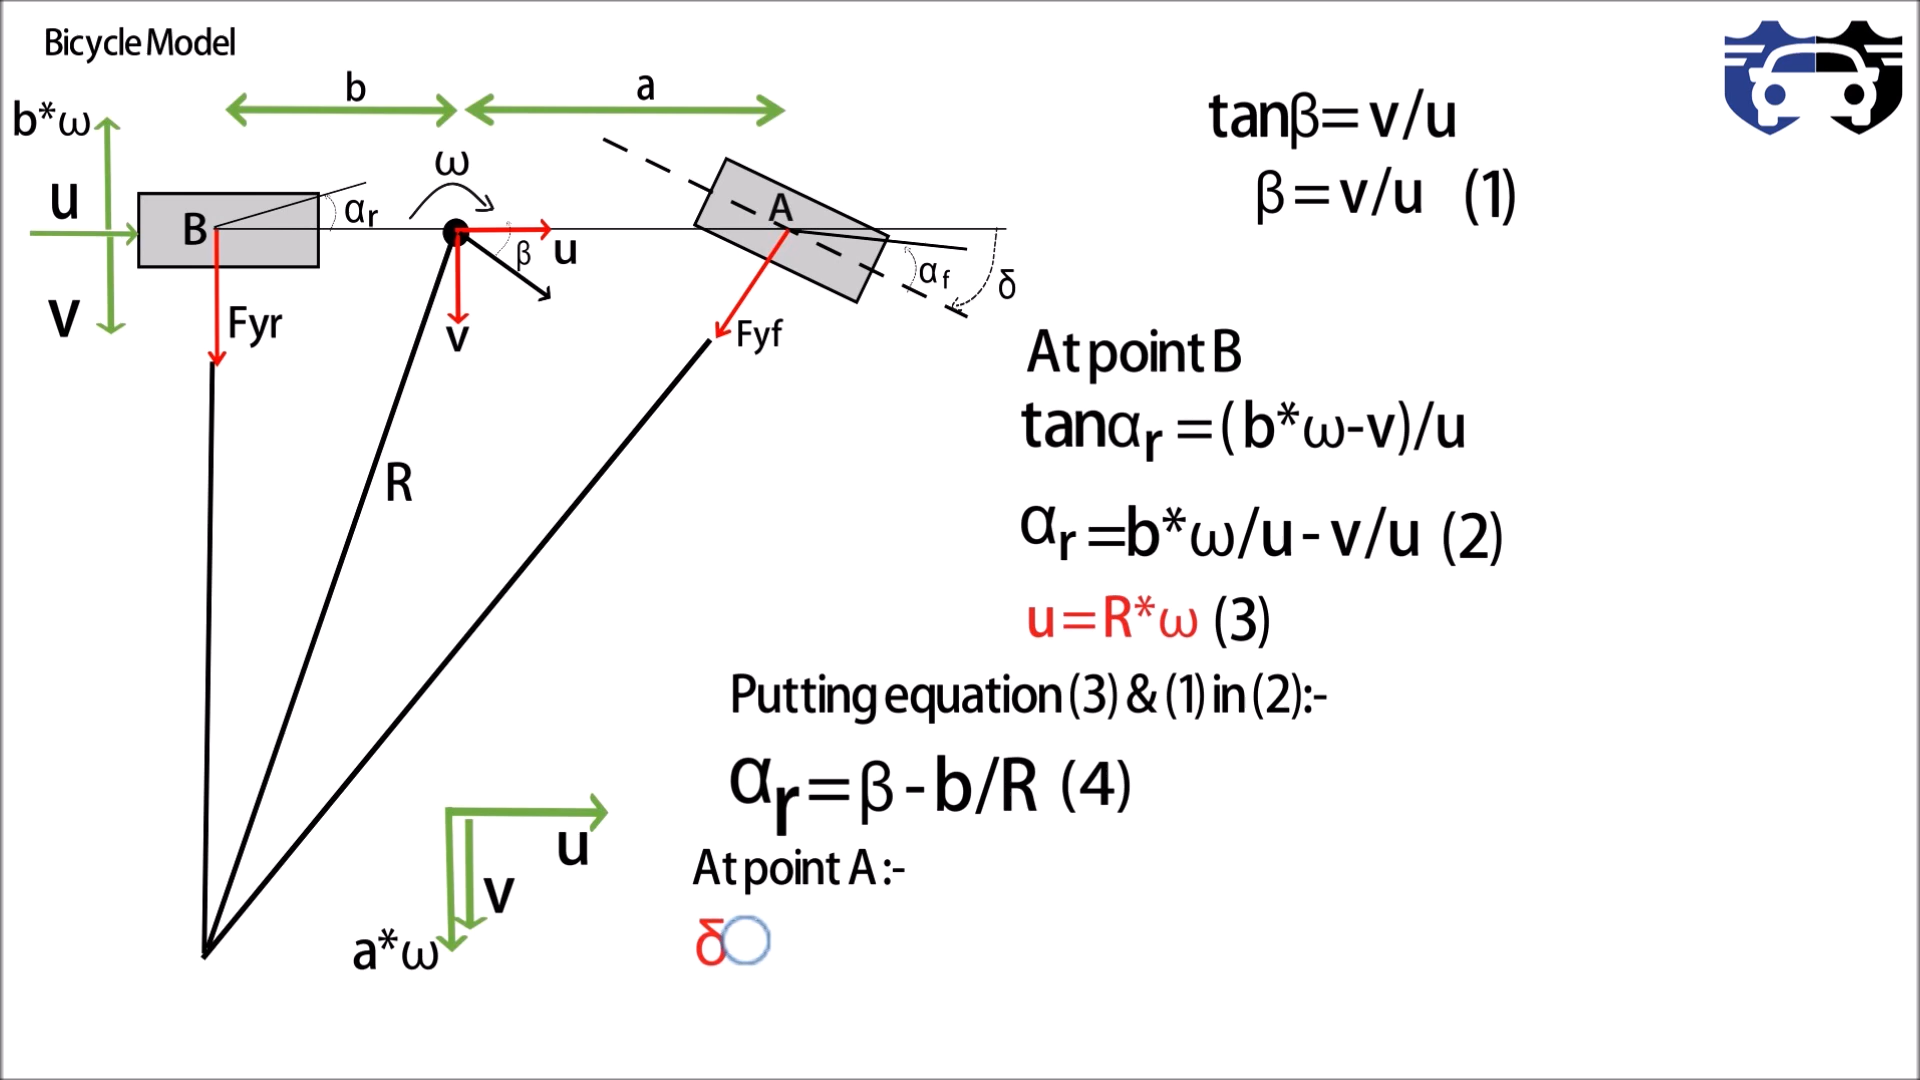 Bicycle Model
b
a
b*ω
u
v
B
αr
ω
β
u
v
A
αf
δ
Fyr
Fyf
R
tanβ= v/u
β = v/u (1)
At point B
tanαr =(b*ω-v)/u
αr =b*ω/u - v/u (2)
u=R*ω (3)
Putting equation (3) & (1) in (2):-
αr=β - b/R (4)
At point A :-
δ
u
v
a*ω